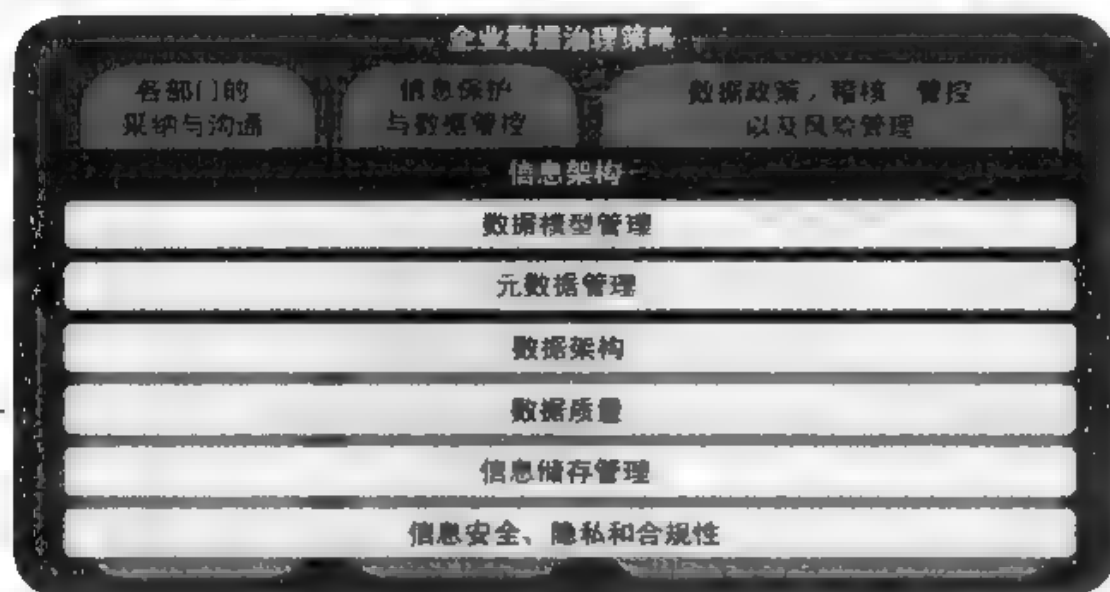 企业数据治理策略
各部门的
采纳与沟通
信息保护
与数据管控
数据政策，稽核 管控
以及风险管理
信息架构
数据模型管理
元数据管理
数据架构
数据质量
信息储存管理
信息安全、隐私和合规性